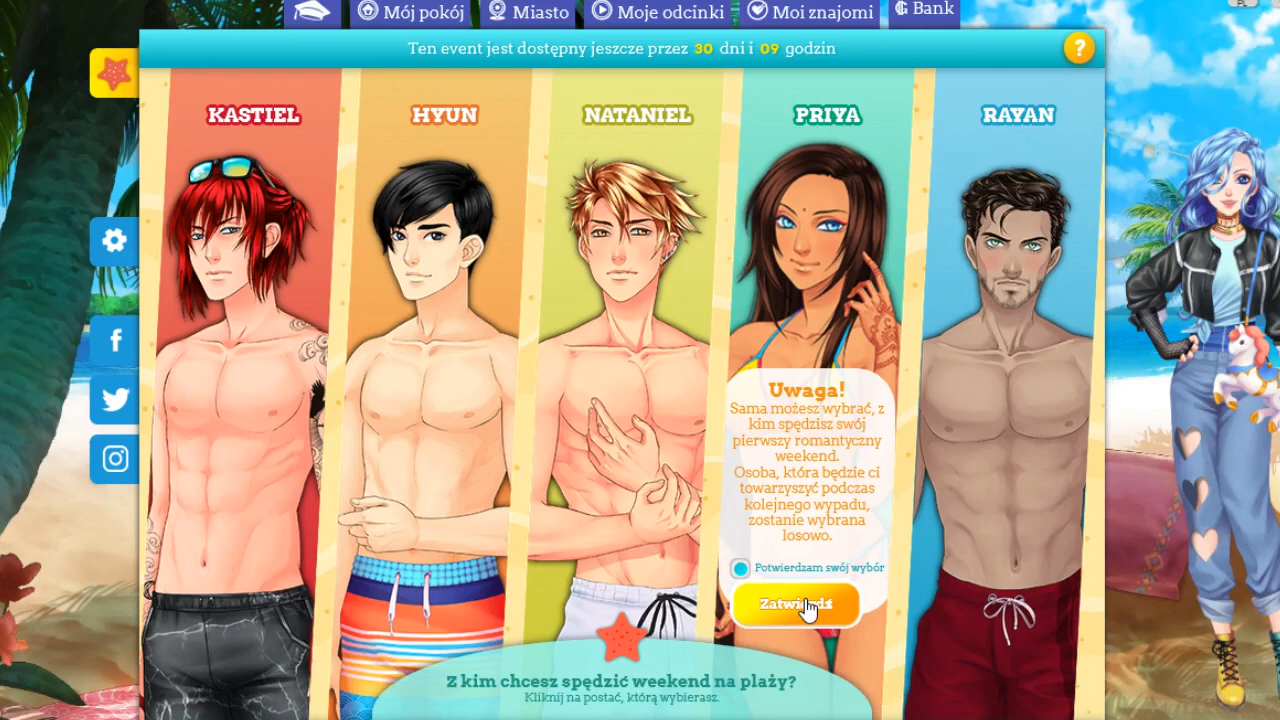 Mój pokój
Miasto
Moje odcinki
Moi znajomi
Bank
PL
Ten event jest dostępny jeszcze przez 30 dni i 09 godzin
?
KASTIEL
HYUN
NATANIEL
PRIYA
RAYAN
Uwaga!
Sama możesz wybrać, z
kim spędzisz swój
pierwszy romantyczny
weekend.
Osoba, która będzie ci
towarzyszyć podczas
kolejnego wypadu,
zostanie wybrana
losowo.
Potwierdzam swój wybór
Zatwierdź
Z kim chcesz spędzić weekend na plaży?
Kliknij na postać, którą wybierasz.